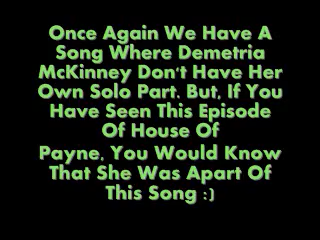 Once Again We Have A
Song Where Demetria
McKinney Don't Have Her
Own Solo Part. But, If You
Have Seen This Episode
Of House Of
Payne, You Would Know
That She Was Apart Of
This Song :)